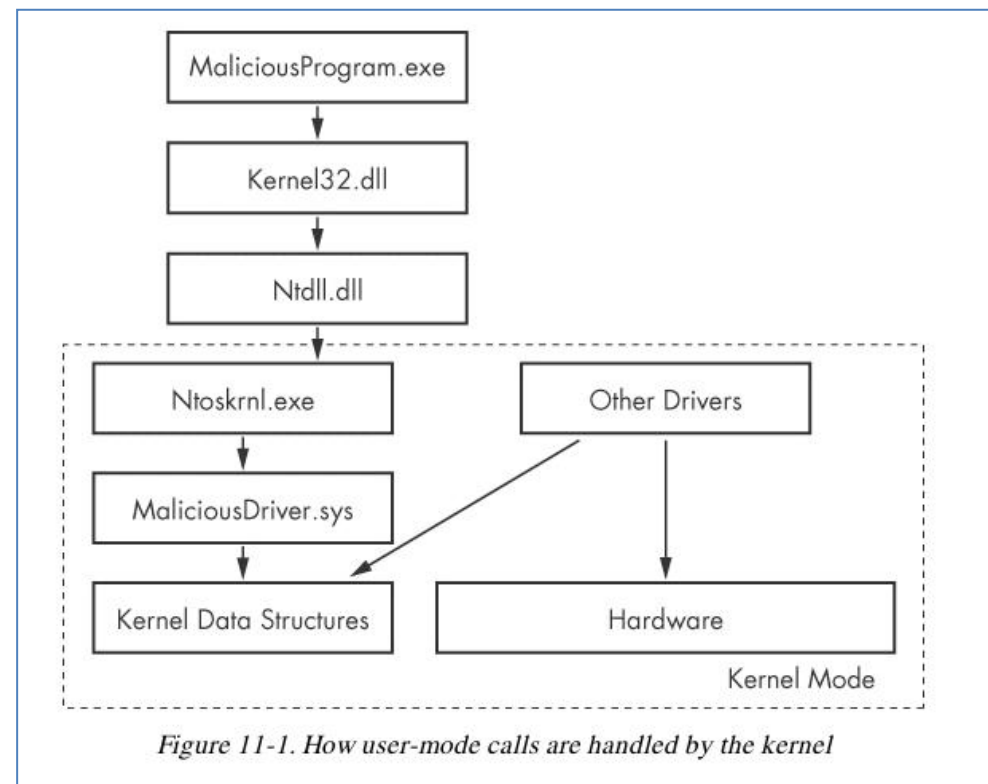 MaliciousProgram.exe
Kernel32.dll
Ntdll.dll
Ntoskrnl.exe
Other Drivers
MaliciousDriver.sys
Kernel Data Structures
Hardware
Kernel Mode
Figure 11-1. How user-mode calls are handled by the kernel